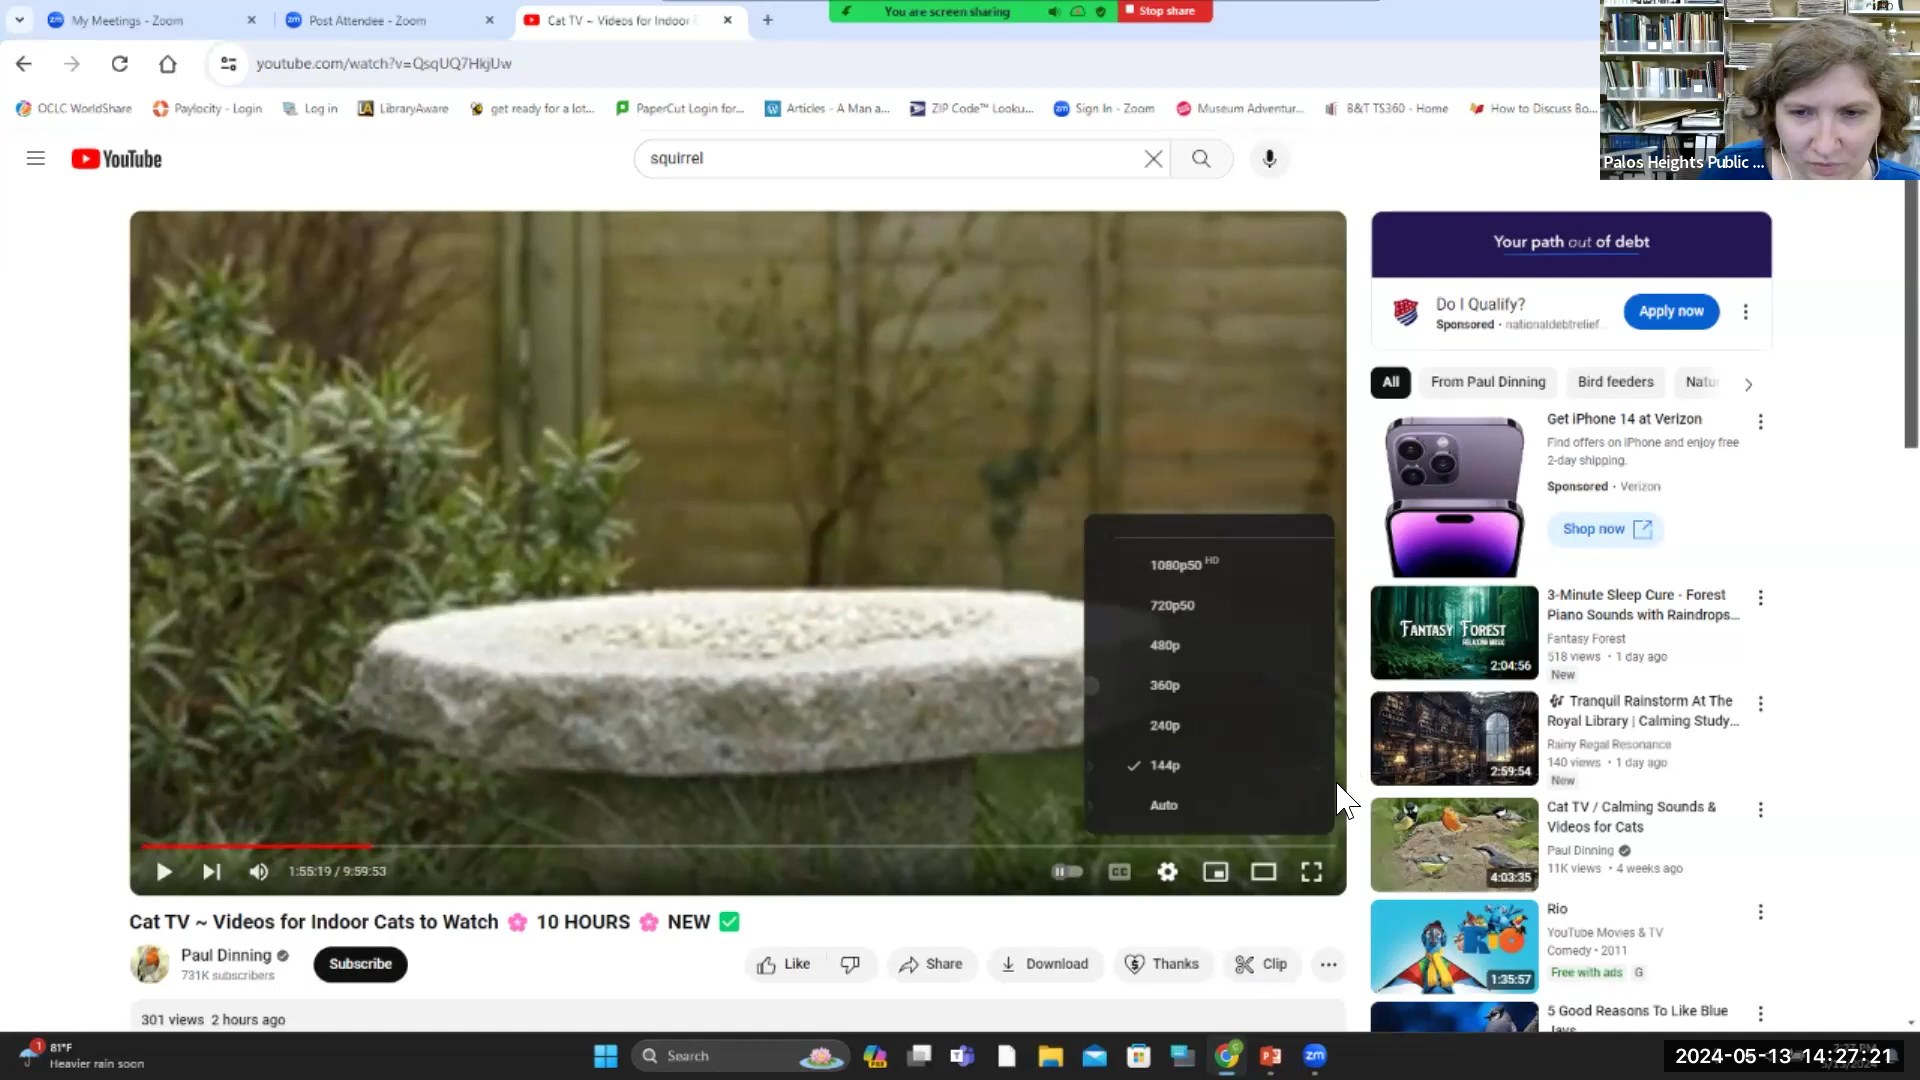 My Meetings - Zoom
Post Attendee - Zoom
Cat TV ~ Videos for Indoor
You are screen sharing
Stop share
youtube.com/watch?v=QsqUQ7HkjUw
OCLC WorldShare
Paylocity - Login
Log in
LibraryAware
get ready for a lot...
PaperCut Login for...
Articles - A Man a...
ZIP Code™ Looku...
Sign In - Zoom
Museum Adventur...
B&T TS360 - Home
How to Discuss Bo...
Palos Heights Public ...
YouTube
squirrel
Your path out of debt
Do I Qualify?
Sponsored · nationaldebtrelief...
Apply now
All
From Paul Dinning
Bird feeders
Natu
Get iPhone 14 at Verizon
Find offers on iPhone and enjoy free
2-day shipping.
Sponsored · Verizon
Shop now
1080p50 HD
720p50
480p
360p
240p
144p
Auto
FANTASY FOREST
RELAXING MUSIC
2:04:56
3-Minute Sleep Cure - Forest
Piano Sounds with Raindrops...
Fantasy Forest
518 views · 1 day ago
New
2:59:54
Tranquil Rainstorm At The
Royal Library | Calming Study...
Rainy Regal Resonance
140 views · 1 day ago
New
4:03:35
Cat TV / Calming Sounds &
Videos for Cats
Paul Dinning
11K views · 4 weeks ago
RIO
1:35:57
Rio
YouTube Movies & TV
Comedy · 2011
Free with ads G
5 Good Reasons To Like Blue
Jays
1:55:19 / 9:59:53
CC
Cat TV ~ Videos for Indoor Cats to Watch 🌸 10 HOURS 🌸 NEW ✅
Paul Dinning
731K subscribers
Subscribe
Like
Share
Download
Thanks
Clip
301 views 2 hours ago
1
81°F
Heavier rain soon
Search
zm
2024-05-13 14:27:21